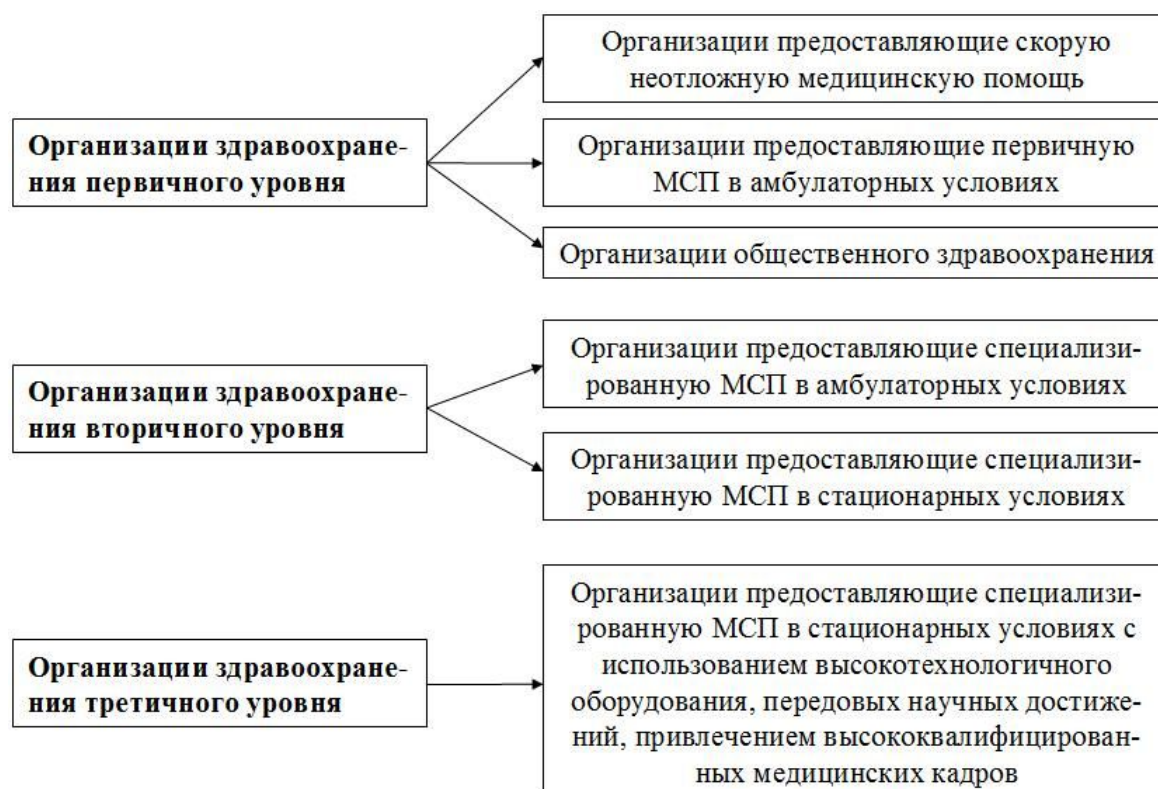 Организации предоставляющие скорую
неотложную медицинскую помощь
Организации здравоохране-
ния первичного уровня
Организации предоставляющие первичную
МСП в амбулаторных условиях
Организации общественного здравоохранения
Организации здравоохране-
ния вторичного уровня
Организации предоставляющие специализи-
рованную МСП в амбулаторных условиях
Организации предоставляющие специализи-
рованную МСП в стационарных условиях
Организации здравоохране-
ния третичного уровня
Организации предоставляющие специализи-
рованную МСП в стационарных условиях с
использованием высокотехнологичного
оборудования, передовых научных достиже-
ний, привлечением высококвалифицирован-
ных медицинских кадров